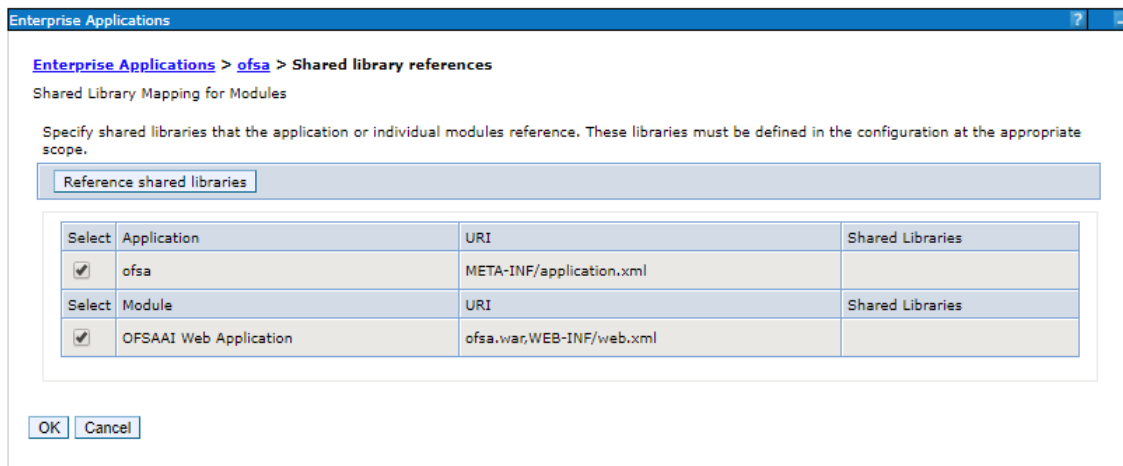 Enterprise Applications ?
Enterprise Applications > ofsa > Shared library references
Shared Library Mapping for Modules
Specify shared libraries that the application or individual modules reference. These libraries must be defined in the configuration at the appropriate
scope.
Reference shared libraries
Select Application URI Shared Libraries
ofsa META-INF/application.xml
Select Module URI Shared Libraries
OFSAAI Web Application ofsa.war,WEB-INF/web.xml
OK Cancel